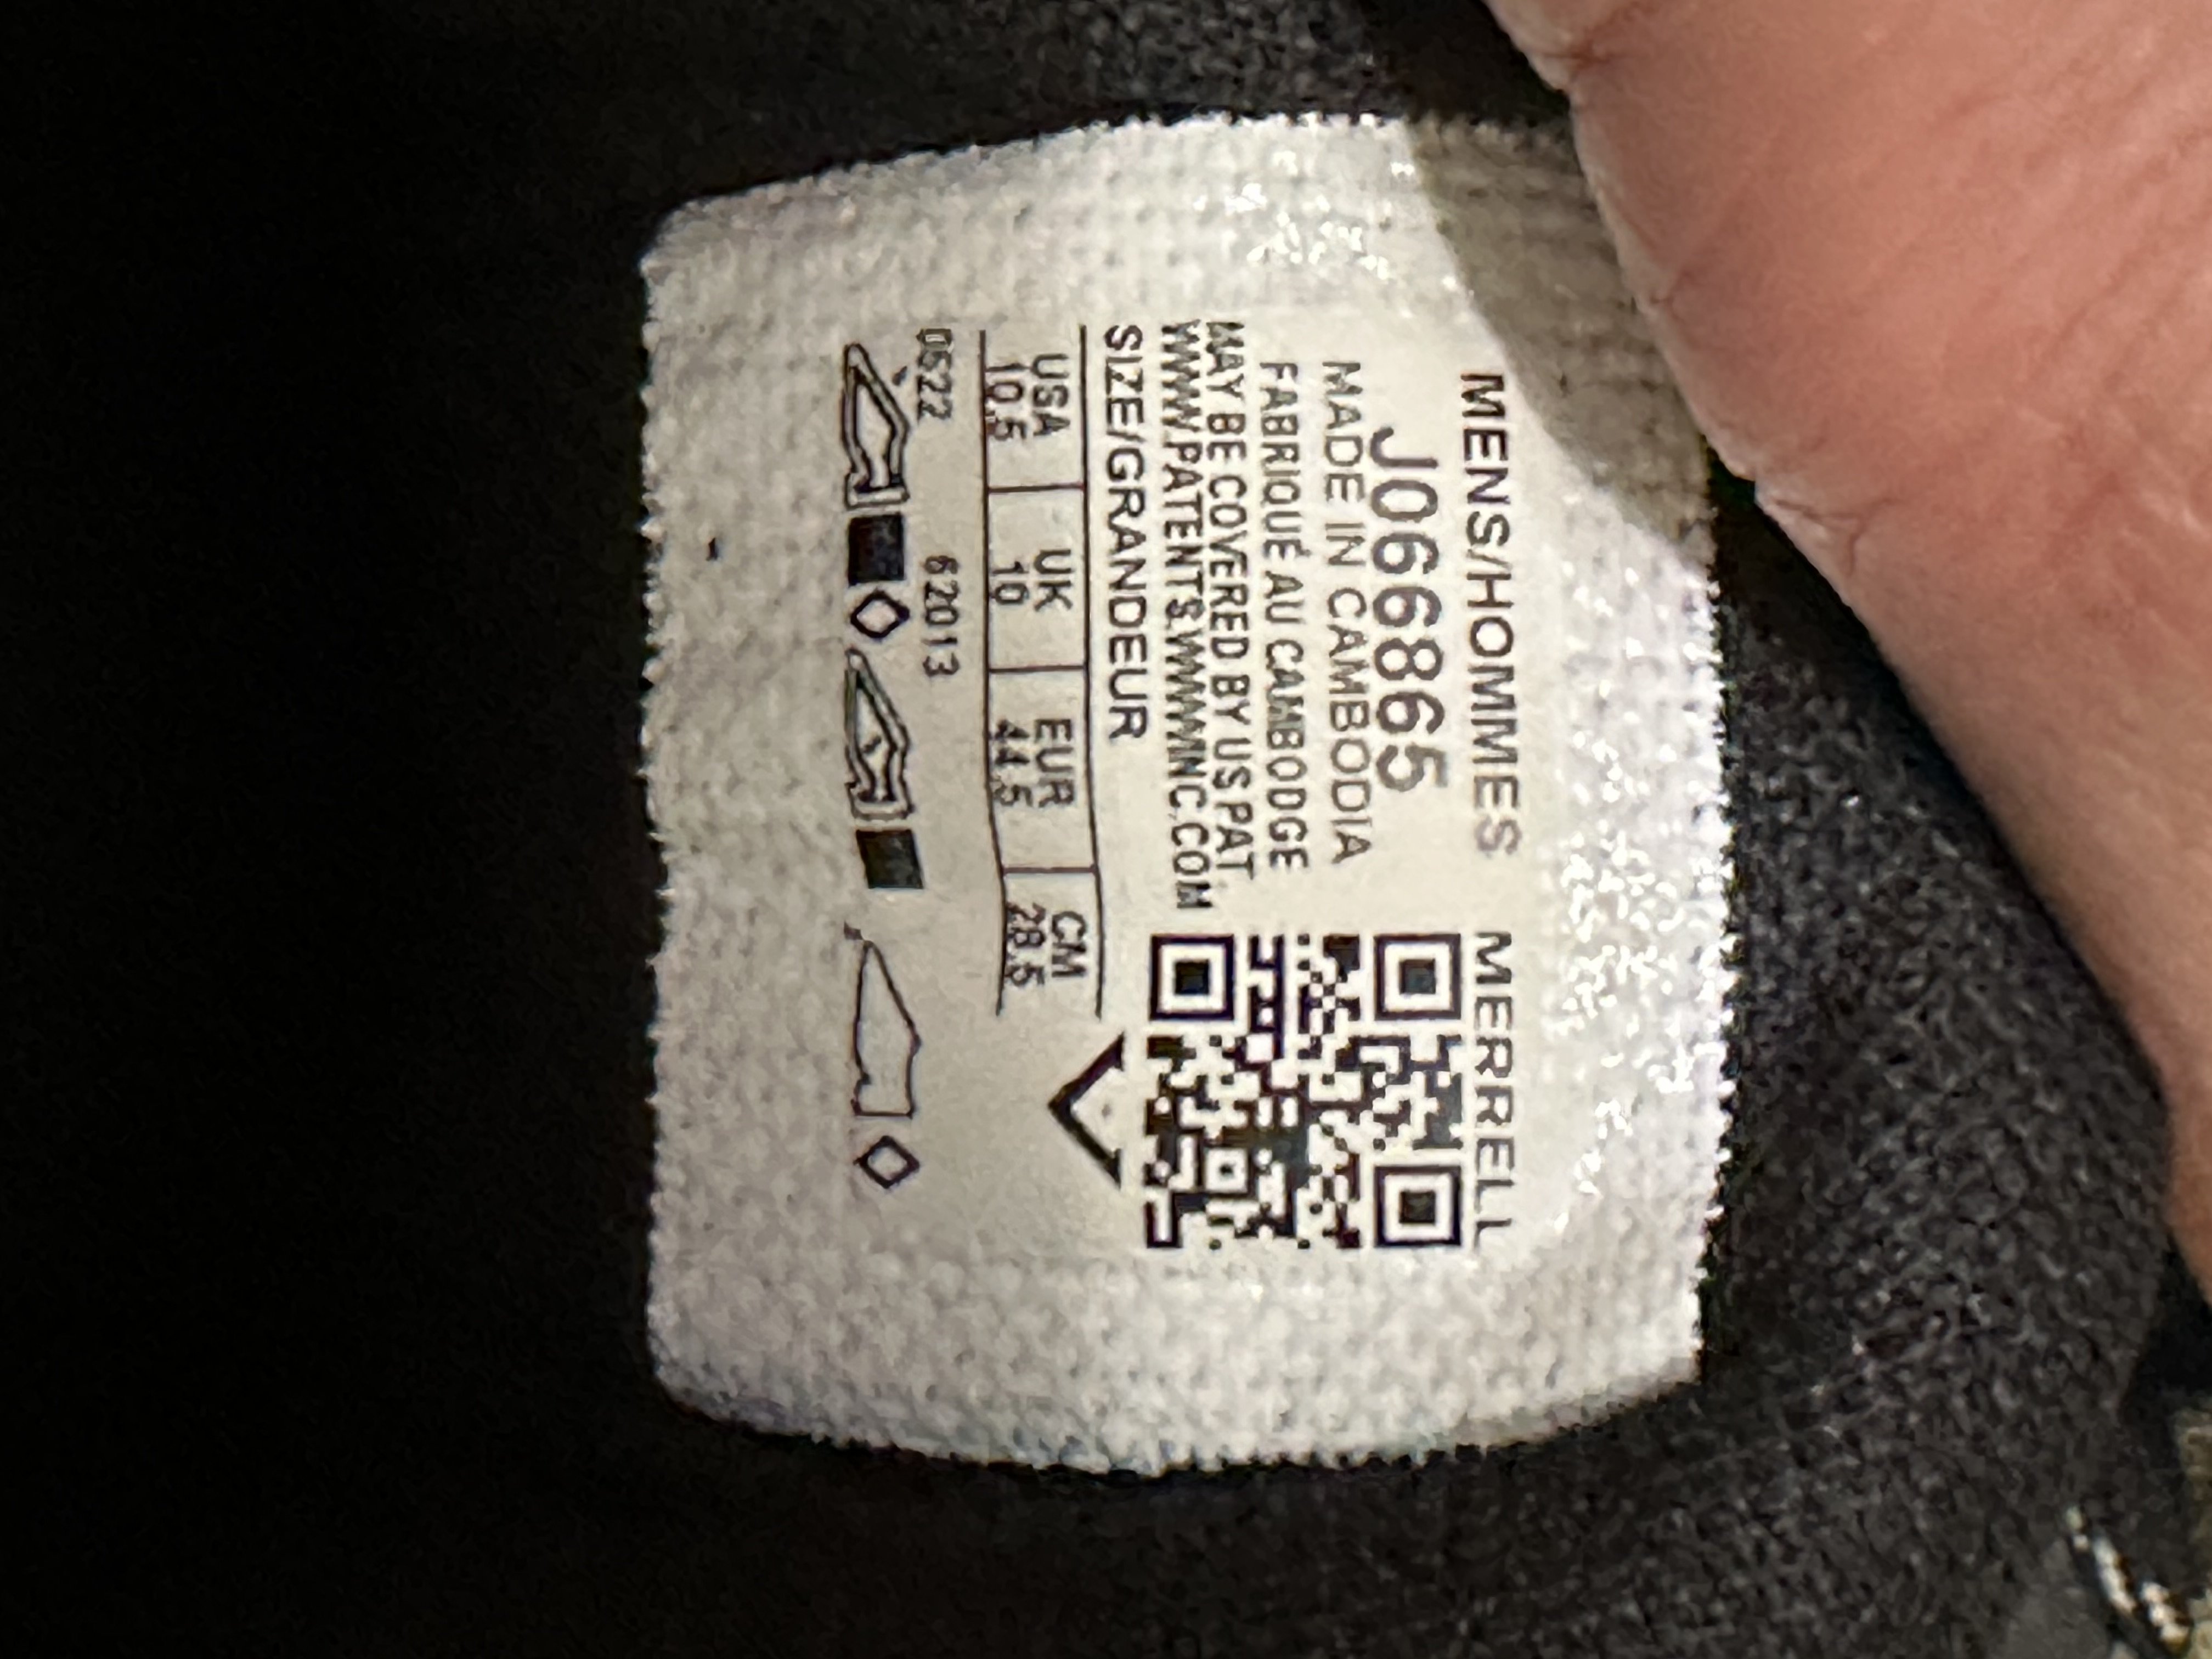 MENS/HOMMES MERRELL
J066865
MADE IN CAMBODIA
FABRIQUÉ AU CAMBODGE
MAY BE COVERED BY US PAT
WWW.PATENTS.WWWINC.COM
SIZE/GRANDEUR
USA UK EUR CM
10.5 10 44.5 28.5
0522 62013